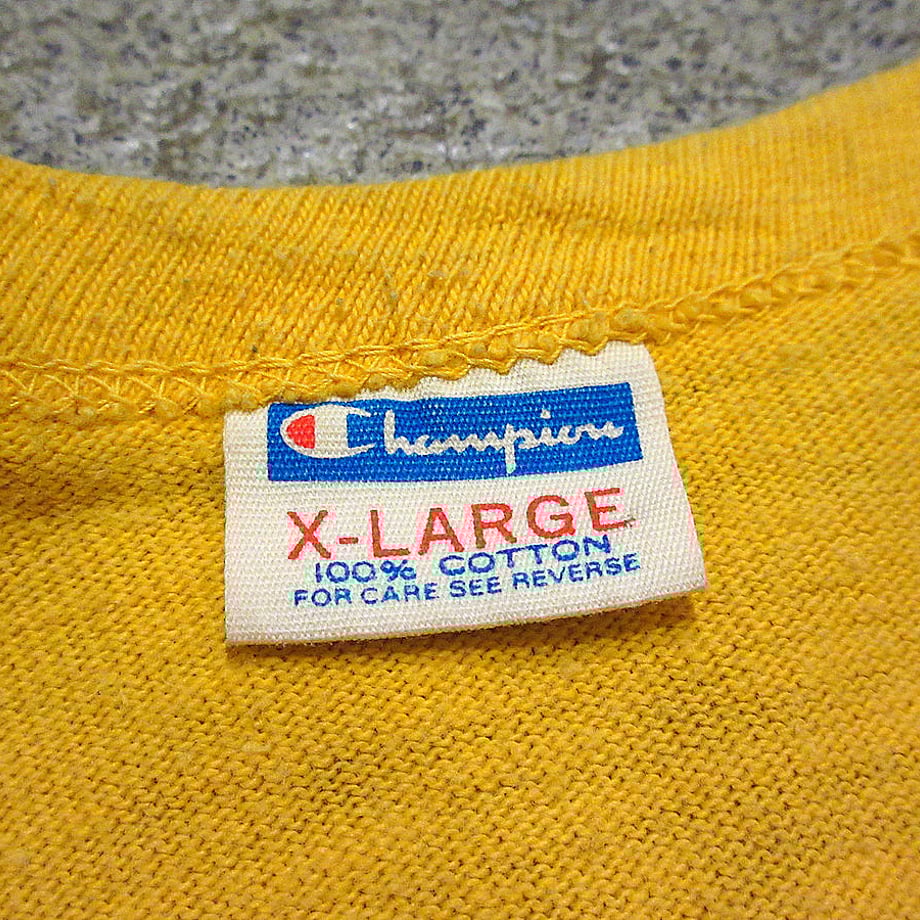 Champion
X-LARGE
100% COTTON
FOR CARE SEE REVERSE